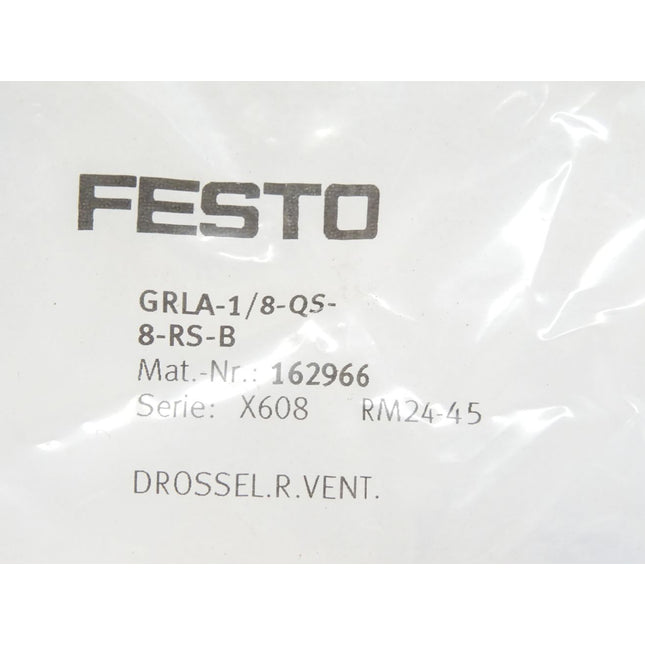 FESTO
GRLA-1/8-QS-
8-RS-B
Mat.-Nr.: 162966
Serie: X608 RM24-45
DROSSEL.R.VENT.